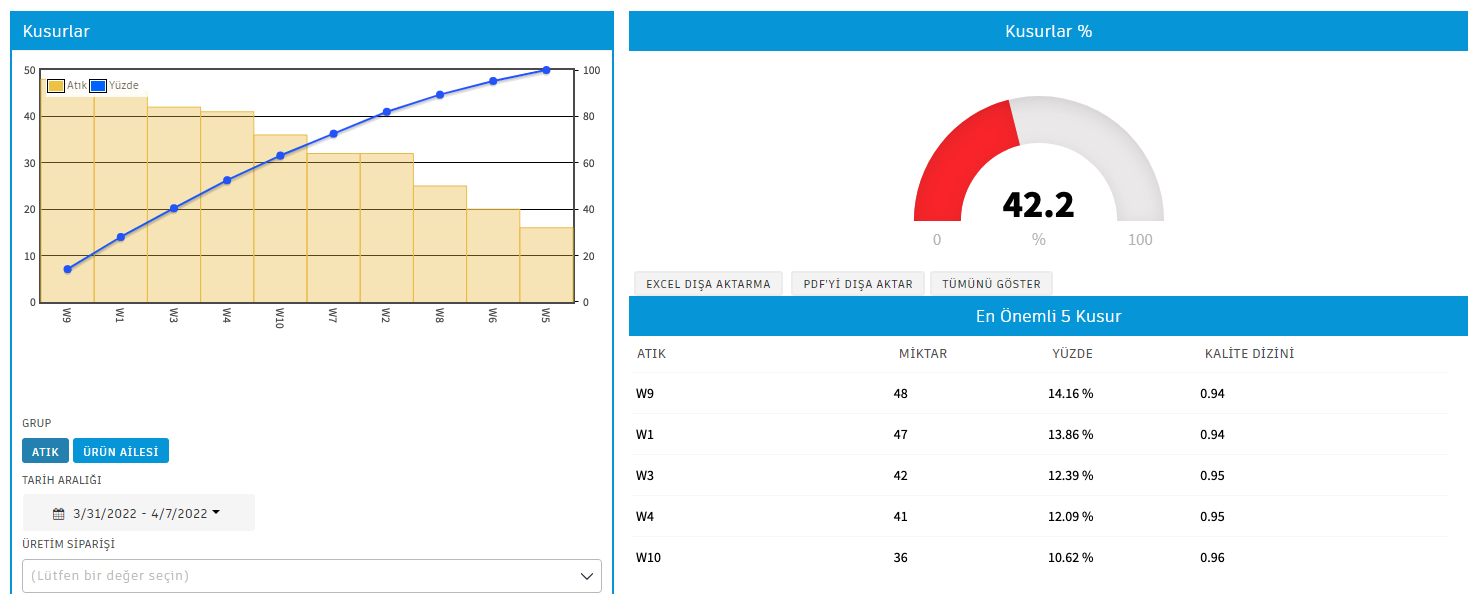 Kusurlar
Atık Yüzde
50
40
30
20
10
0
100
80
60
40
20
0
W9 W1 W3 W4 W10 W7 W2 W8 W6 W5
GRUP
ATIK ÜRÜN AİLESİ
TARİH ARALIĞI
3/31/2022 - 4/7/2022
ÜRETİM SİPARİŞİ
(Lütfen bir değer seçin)
Kusurlar %
42.2
0 % 100
EXCEL DIŞA AKTARMA PDF'Yİ DIŞA AKTAR TÜMÜNÜ GÖSTER
En Önemli 5 Kusur
ATIK MİKTAR YÜZDE KALİTE DİZİNİ
W9 48 14.16 % 0.94
W1 47 13.86 % 0.94
W3 42 12.39 % 0.95
W4 41 12.09 % 0.95
W10 36 10.62 % 0.96